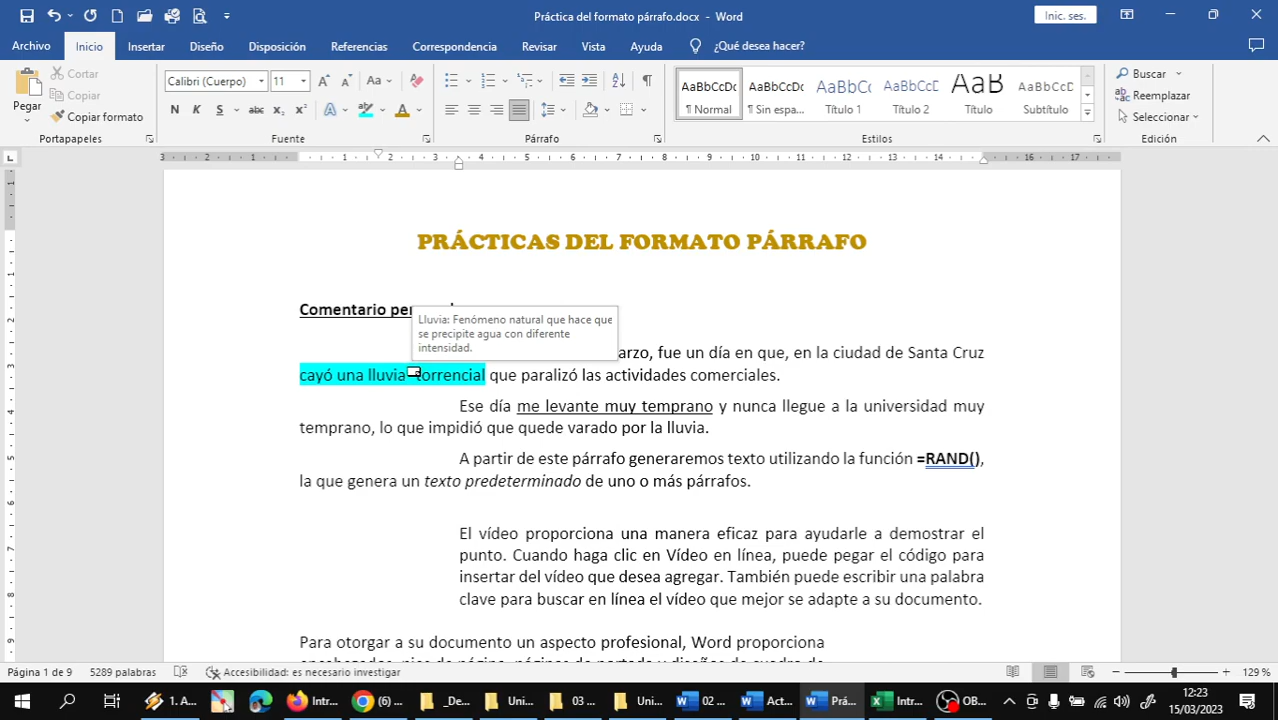 Práctica del formato párrafo.docx - Word
Inic. ses.
Archivo Inicio Insertar Diseño Disposición Referencias Correspondencia Revisar Vista Ayuda ¿Qué desea hacer?
Pegar
Cortar
Copiar
Copiar formato
Calibri (Cuerpo) 11
AaBbCcDc AaBbCcDc AaBbCc AaBbCcD AaB AaBbCcD
¶ Normal ¶ Sin espa... Título 1 Título 2 Título Subtítulo
Buscar
Reemplazar
Seleccionar
Portapapeles Fuente Párrafo Estilos Edición
PRÁCTICAS DEL FORMATO PÁRRAFO
Comentario per
Lluvia: Fenómeno natural que hace que
se precipite agua con diferente
intensidad.
arzo, fue un día en que, en la ciudad de Santa Cruz
cayó una lluvia torrencial que paralizó las actividades comerciales.
Ese día me levante muy temprano y nunca llegue a la universidad muy
temprano, lo que impidió que quede varado por la lluvia.
A partir de este párrafo generaremos texto utilizando la función =RAND(),
la que genera un texto predeterminado de uno o más párrafos.
El vídeo proporciona una manera eficaz para ayudarle a demostrar el
punto. Cuando haga clic en Vídeo en línea, puede pegar el código para
insertar del vídeo que desea agregar. También puede escribir una palabra
clave para buscar en línea el vídeo que mejor se adapte a su documento.
Para otorgar a su documento un aspecto profesional, Word proporciona
encabezados, pies de página, páginas de portada y diseños de cuadro de
Página 1 de 9 5289 palabras Accesibilidad: es necesario investigar 129 %
1. A... Intr... (6) ... _De... Uni... 03 ... Uni... 02 ... Act... Prá... Intr... OB...
12:23
15/03/2023